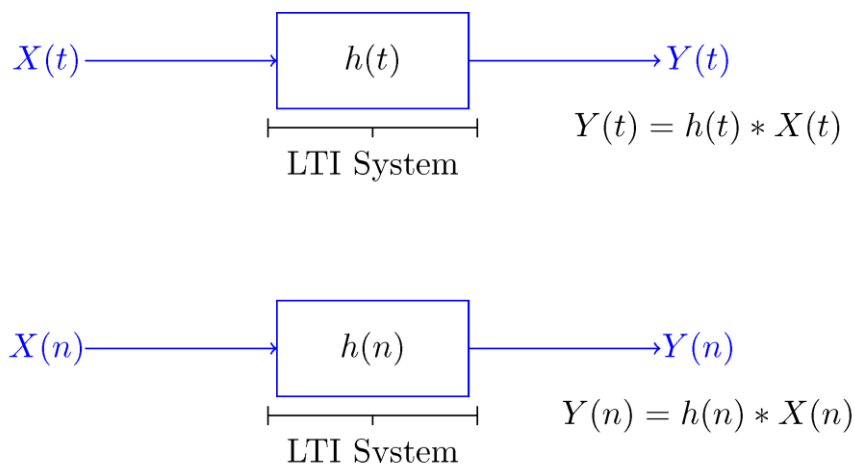 X(t) h(t) Y(t)
Y(t) = h(t) * X(t)
LTI System
X(n) h(n) Y(n)
Y(n) = h(n) * X(n)
LTI System